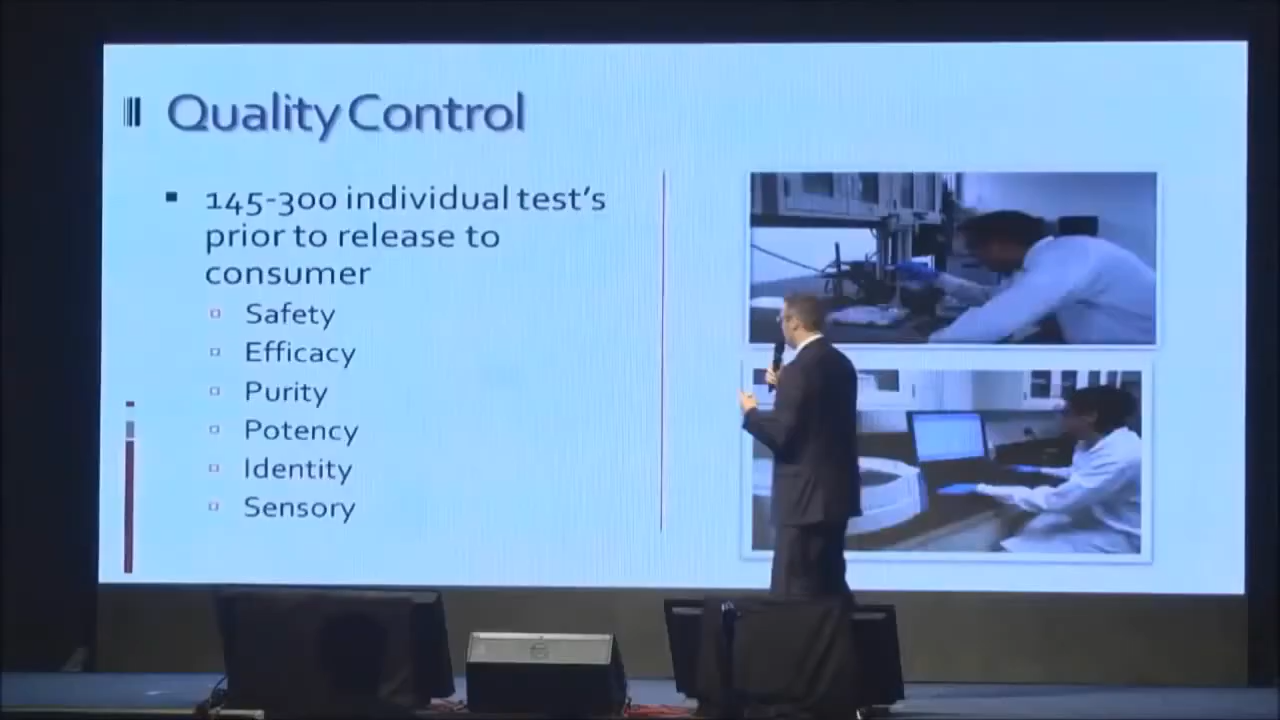 Quality Control
145-300 individual test's
prior to release to
consumer
Safety
Efficacy
Purity
Potency
Identity
Sensory